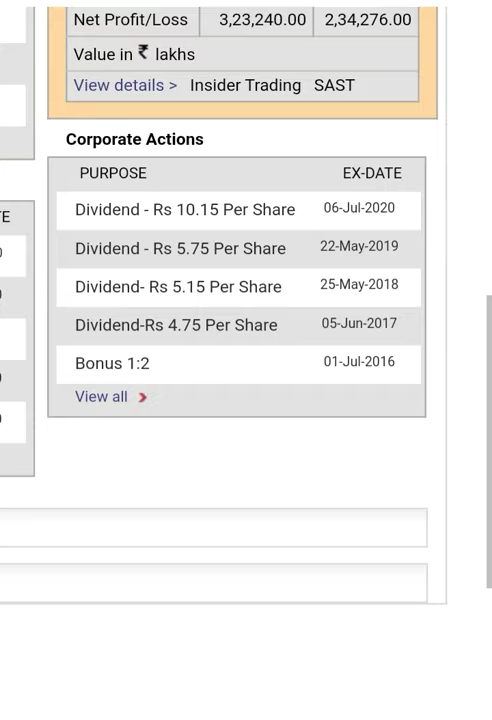 Net Profit/Loss 3,23,240.00 2,34,276.00
Value in ₹ lakhs
View details > Insider Trading SAST
Corporate Actions
PURPOSE EX-DATE
Dividend - Rs 10.15 Per Share 06-Jul-2020
Dividend - Rs 5.75 Per Share 22-May-2019
Dividend- Rs 5.15 Per Share 25-May-2018
Dividend-Rs 4.75 Per Share 05-Jun-2017
Bonus 1:2 01-Jul-2016
View all